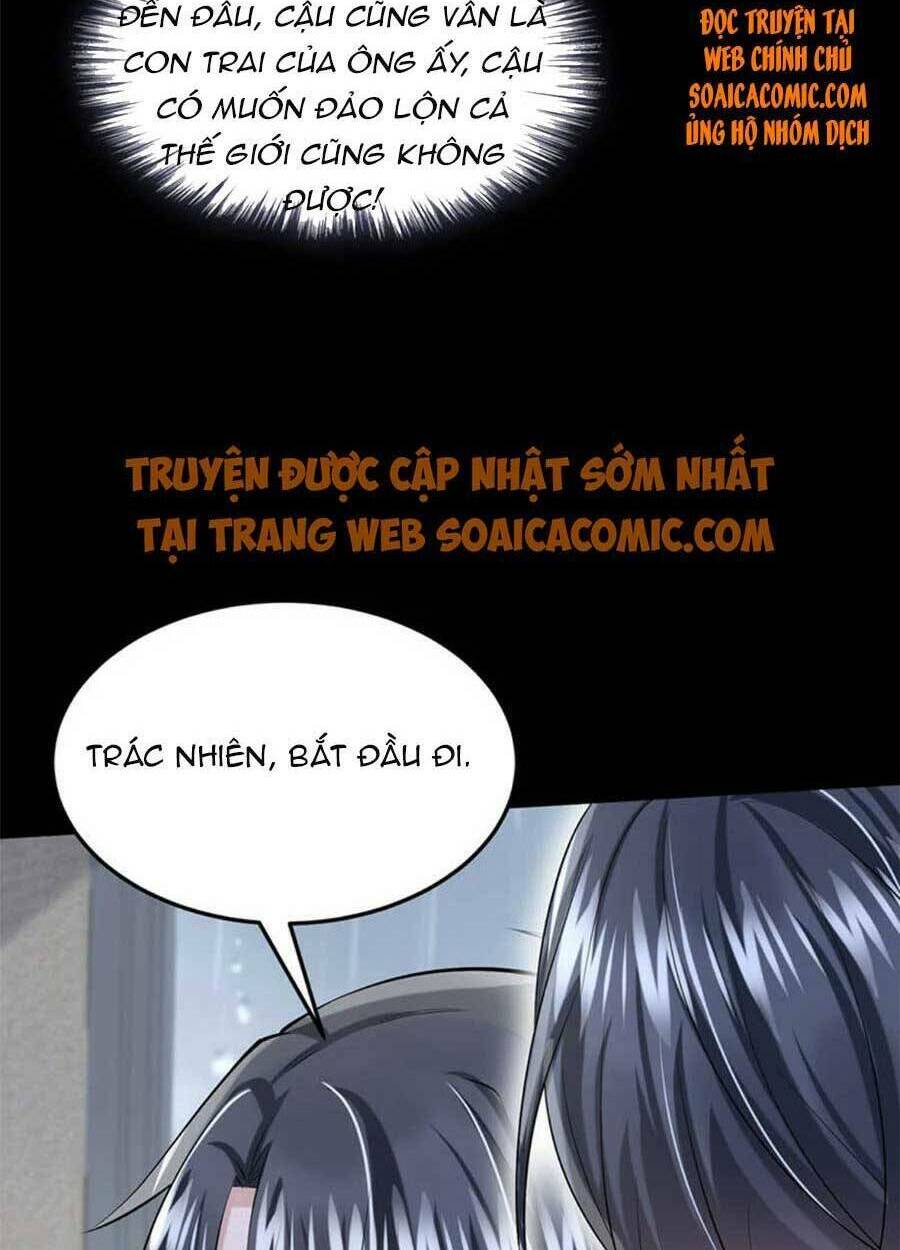 ĐẾN ĐÂU, CẬU CŨNG VẪN LÀ
CON TRAI CỦA ÔNG ẤY, CẬU
CÓ MUỐN ĐẢO LỘN CẢ
THẾ GIỚI CŨNG KHÔNG
ĐƯỢC!
ĐỌC TRUYỆN TẠI
WEB CHÍNH CHỦ
SOAICACOMIC.COM
ỦNG HỘ NHÓM DỊCH
TRUYỆN ĐƯỢC CẬP NHẬT SỚM NHẤT
TẠI TRANG WEB SOAICACOMIC.COM
TRÁC NHIÊN, BẮT ĐẦU ĐI.